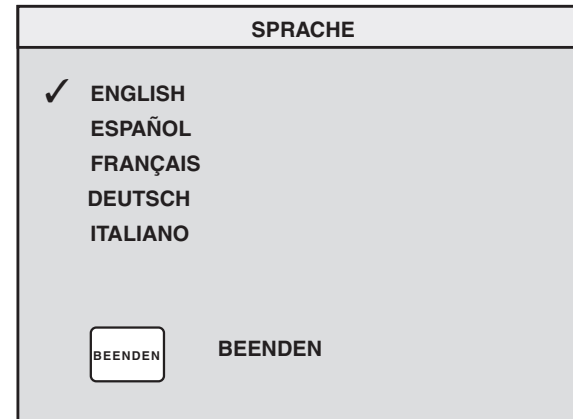 SPRACHE
✓ ENGLISH
ESPAÑOL
FRANÇAIS
DEUTSCH
ITALIANO
BEENDEN BEENDEN